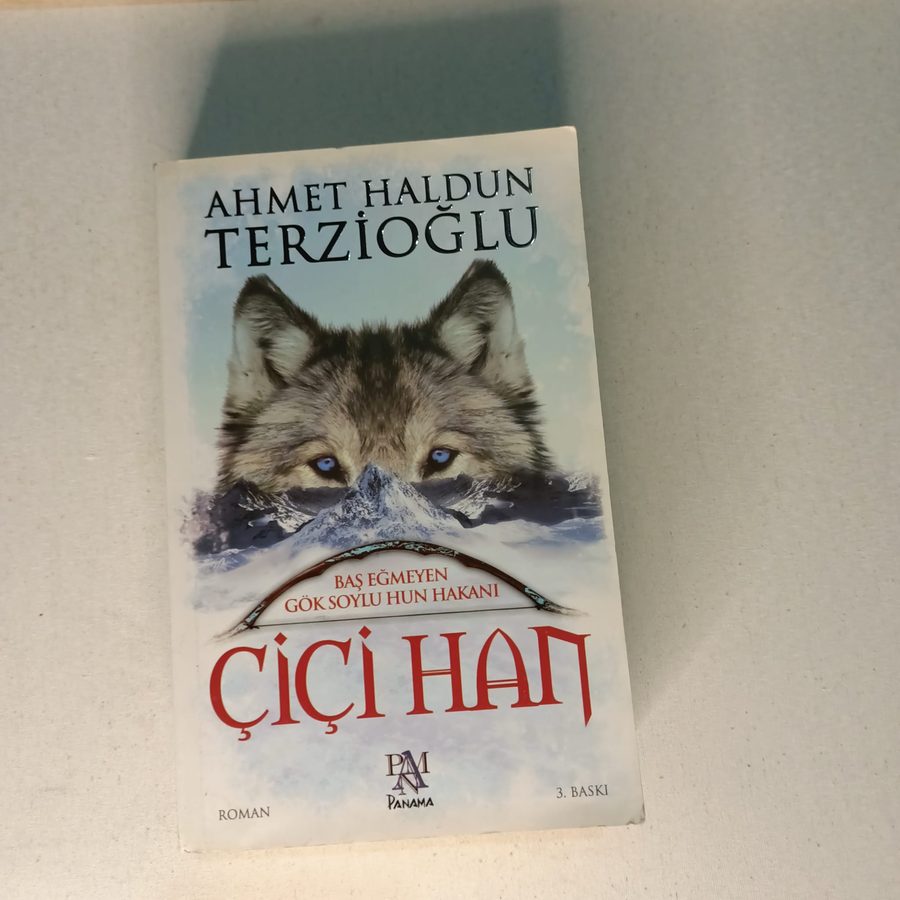 AHMET HALDUN
TERZİOĞLU
BAŞ EĞMEYEN
GÖK SOYLU HUN HAKANI
ÇİÇİ HAN
PANAMA
ROMAN
3. BASKI